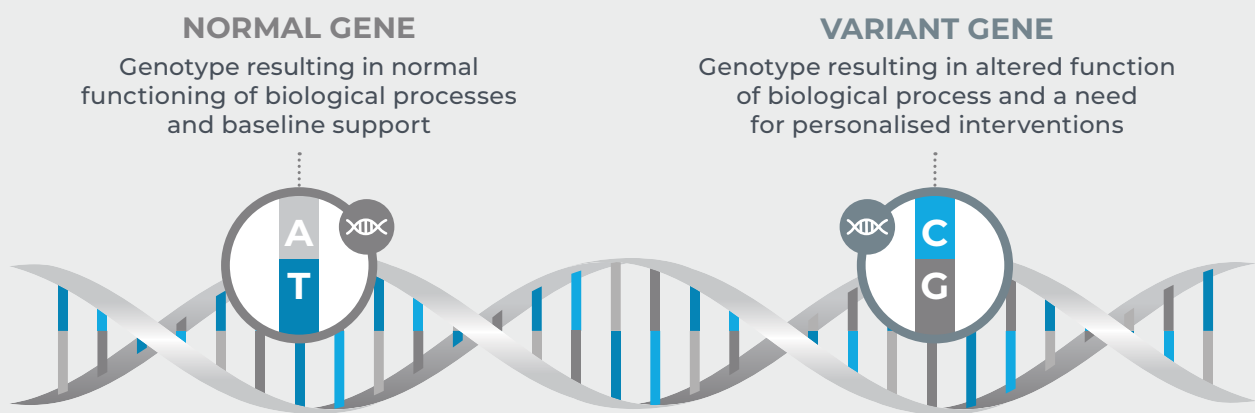 NORMAL GENE
Genotype resulting in normal
functioning of biological processes
and baseline support
A
T
VARIANT GENE
Genotype resulting in altered function
of biological process and a need
for personalised interventions
C
G